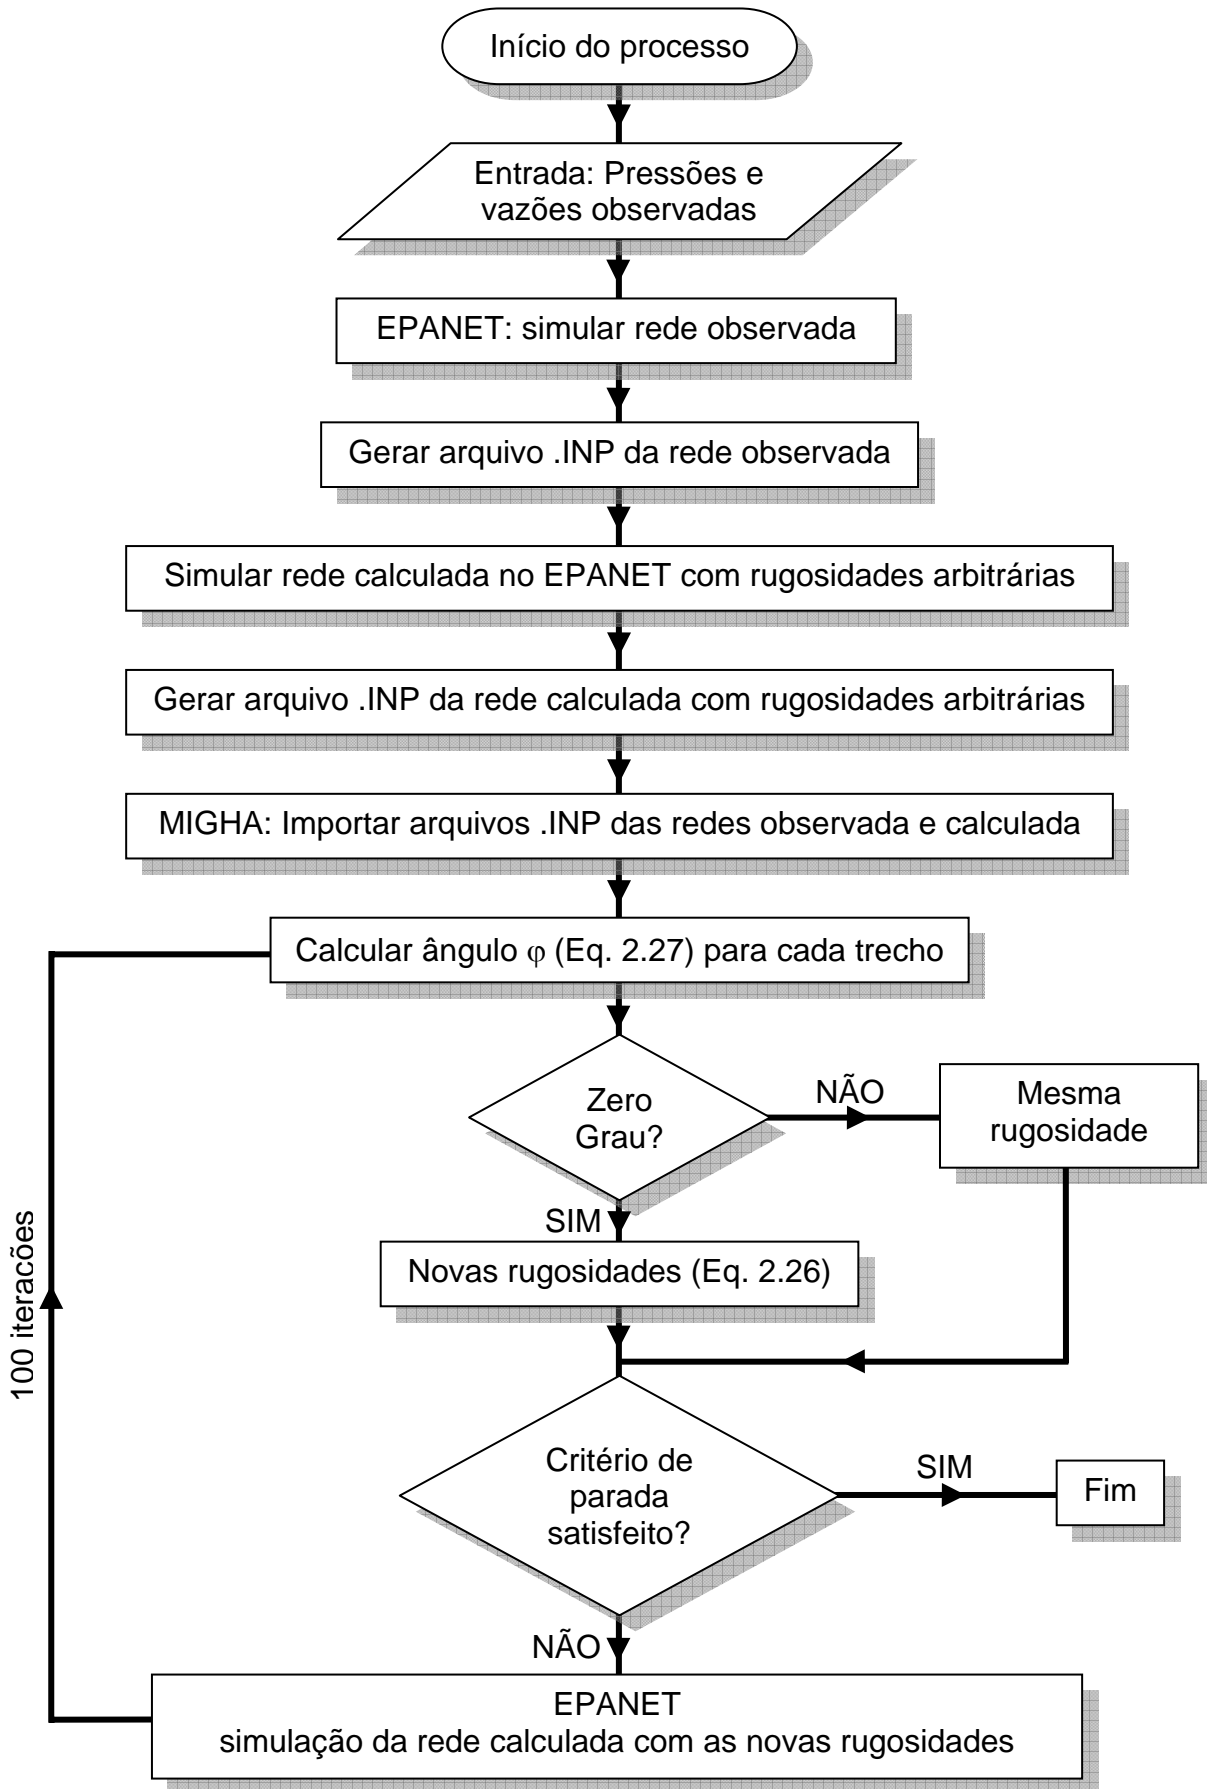 Início do processo
Entrada: Pressões e
vazões observadas
EPANET: simular rede observada
Gerar arquivo .INP da rede observada
Simular rede calculada no EPANET com rugosidades arbitrárias
Gerar arquivo .INP da rede calculada com rugosidades arbitrárias
MIGHA: Importar arquivos .INP das redes observada e calculada
Calcular ângulo φ (Eq. 2.27) para cada trecho
Zero
Grau?
NÃO
Mesma
rugosidade
SIM
Novas rugosidades (Eq. 2.26)
100 iteracões
Critério de
parada
satisfeito?
SIM
Fim
NÃO
EPANET
simulação da rede calculada com as novas rugosidades